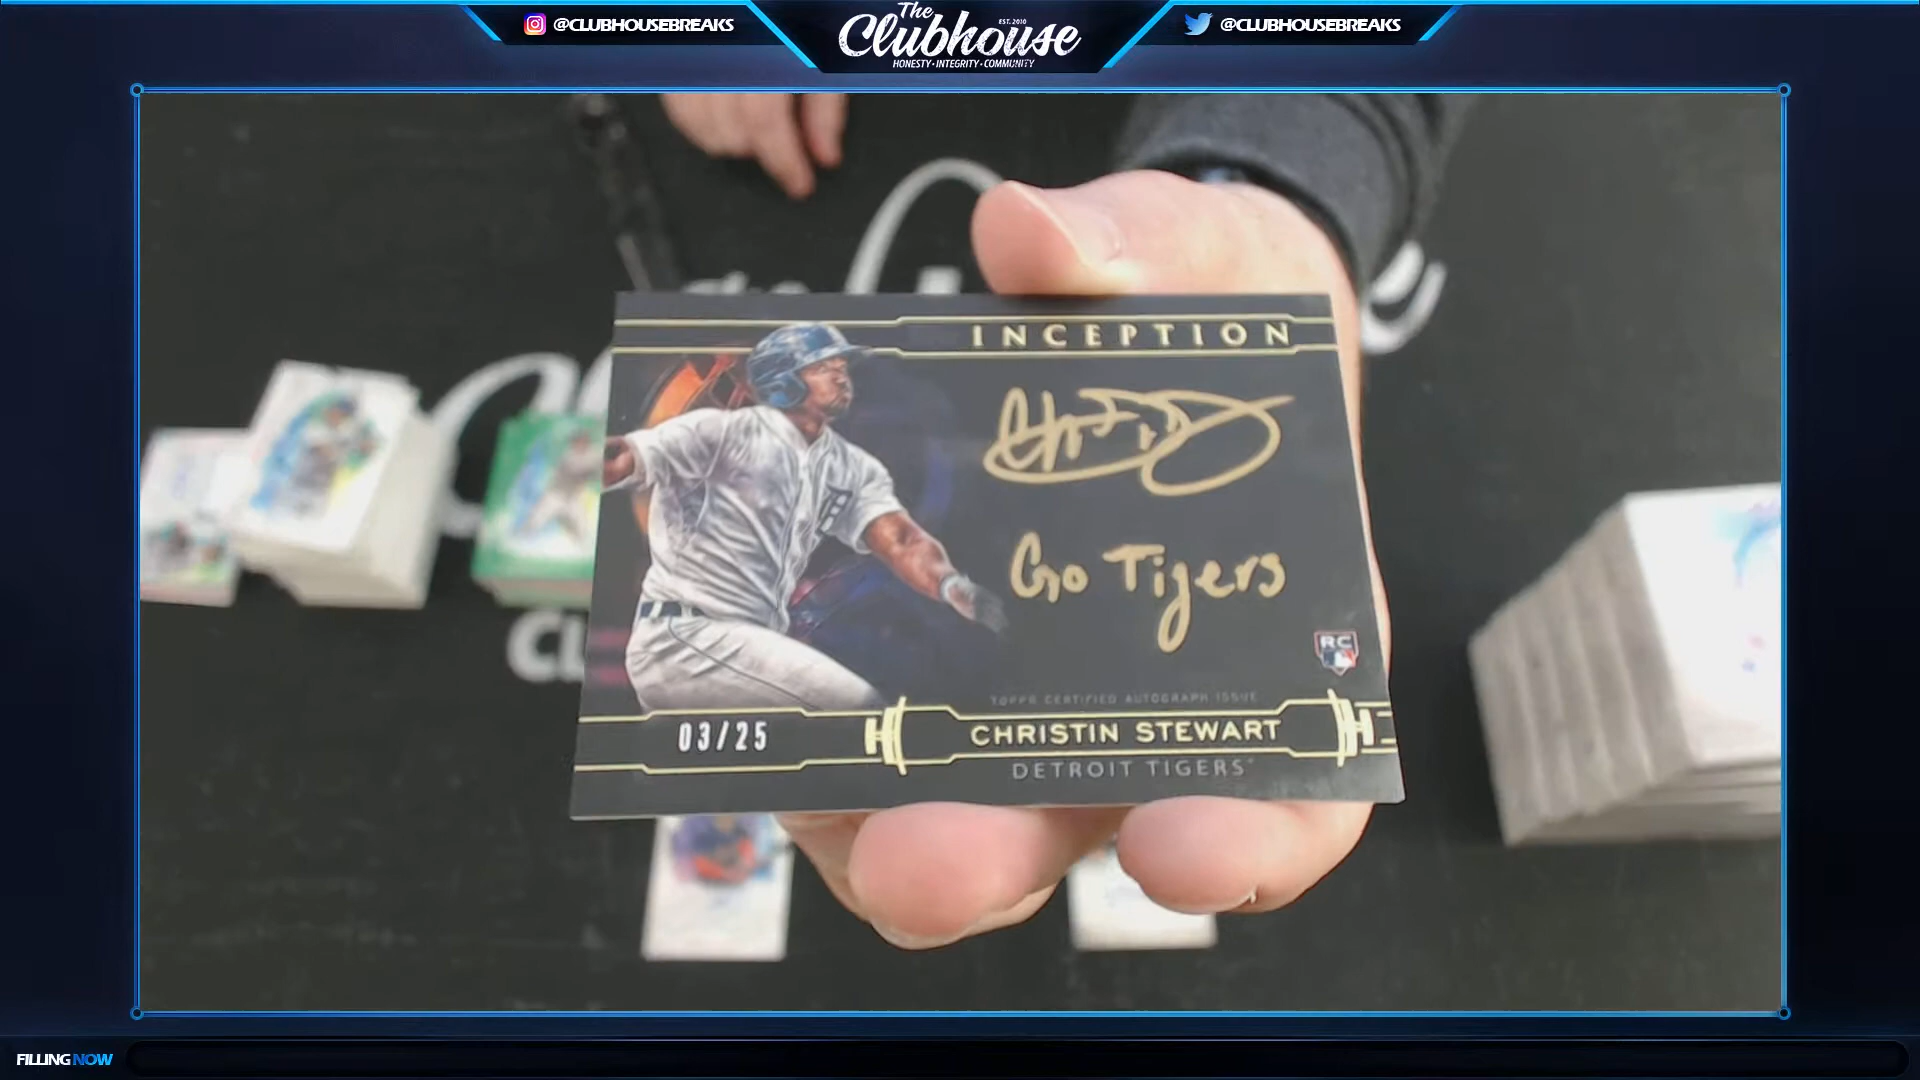 @CLUBHOUSEBREAKS
The
EST. 2010
Clubhouse
HONESTY • INTEGRITY • COMMUNITY
@CLUBHOUSEBREAKS
INCEPTION
Go Tigers
RC
TOPPS CERTIFIED AUTOGRAPH ISSUE
03/25
CHRISTIN STEWART
DETROIT TIGERS
FILLING NOW